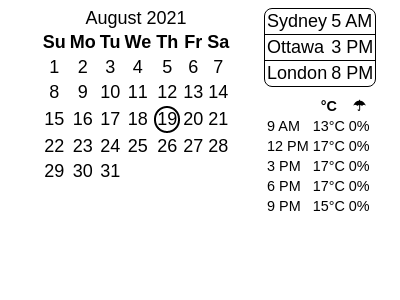 August 2021
Su Mo Tu We Th Fr Sa
1 2 3 4 5 6 7
8 9 10 11 12 13 14
15 16 17 18 19 20 21
22 23 24 25 26 27 28
29 30 31
Sydney 5 AM
Ottawa 3 PM
London 8 PM
°C ☂
9 AM 13°C 0%
12 PM 17°C 0%
3 PM 17°C 0%
6 PM 17°C 0%
9 PM 15°C 0%